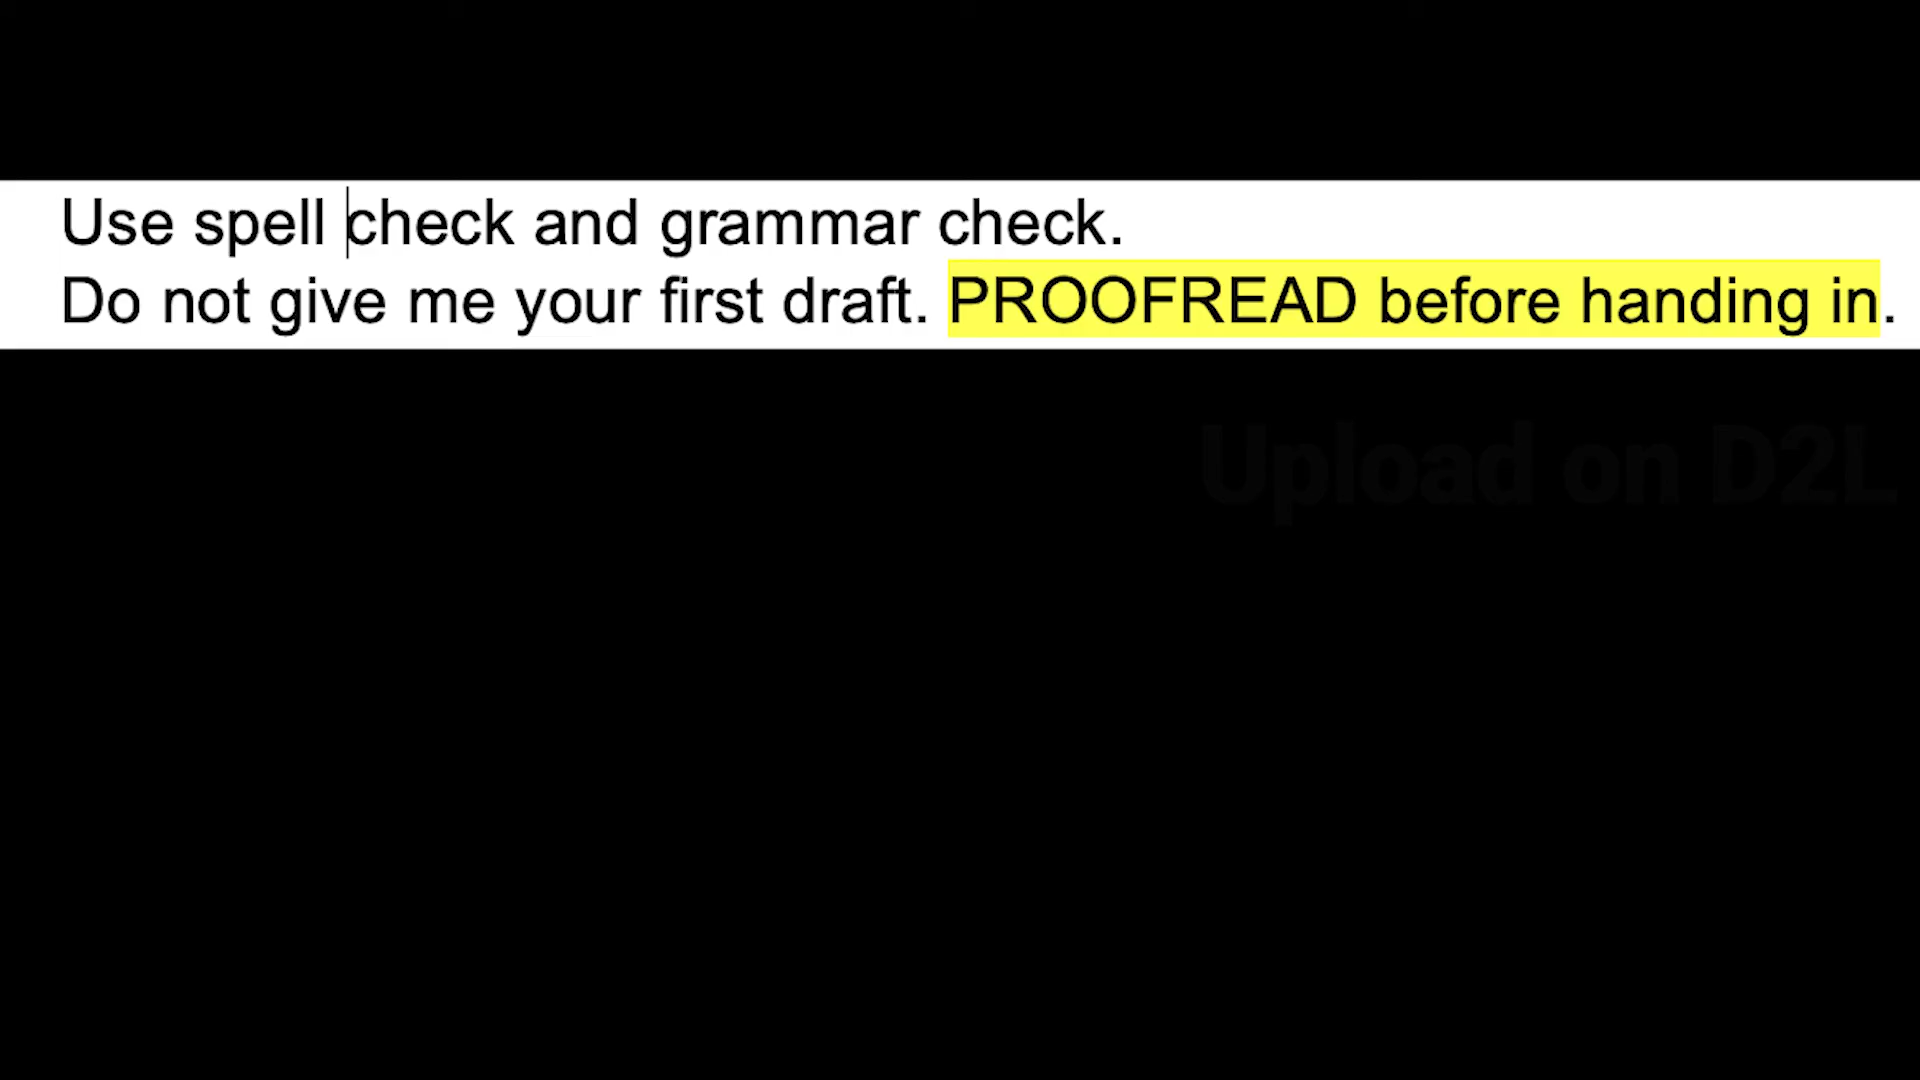 Use spell check and grammar check.
Do not give me your first draft. PROOFREAD before handing in.
Upload on D2L